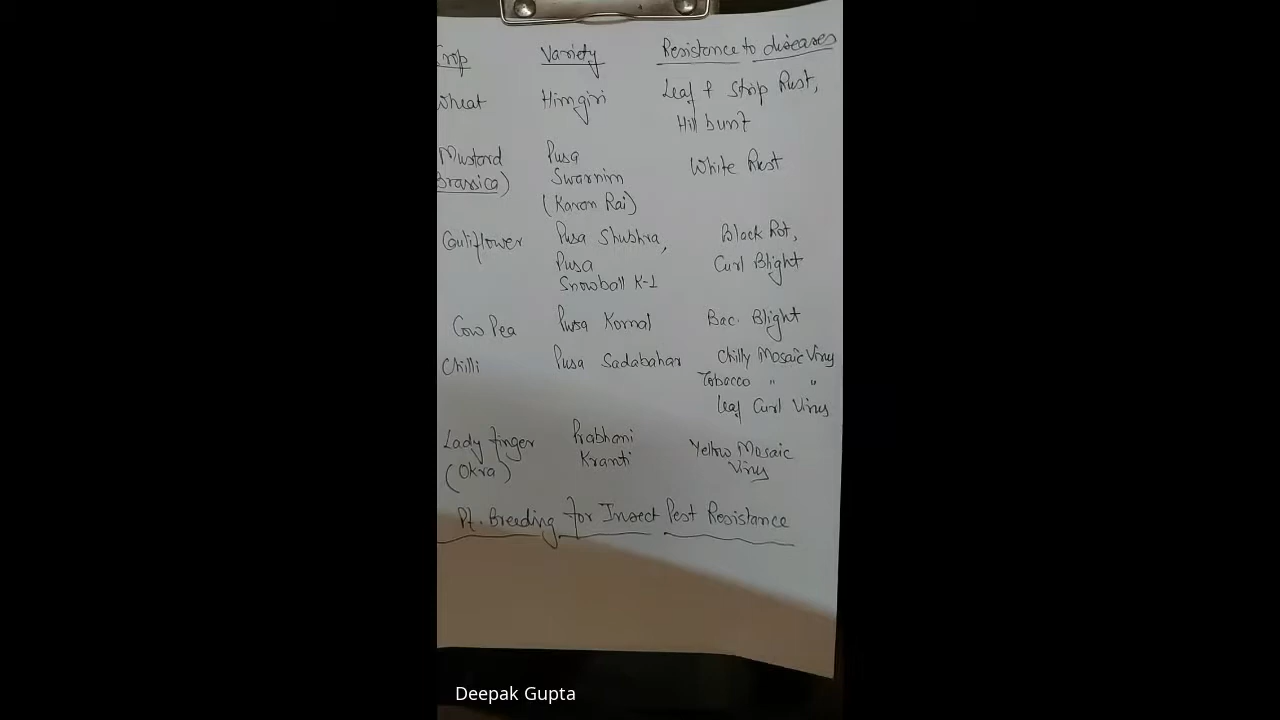 Crop Variety Resistance to diseases
Wheat Himgiri Leaf & Strip Rust,
Hill bunt
Mustard Pusa White Rust
(Brassica) Swarnim
(Karan Rai)
Cauliflower Pusa Shubhra, Black Rot,
Pusa Curl Blight
Snowball K-1
Cow Pea Pusa Komal Bac. Blight
Chilli Pusa Sadabahar Chilly Mosaic Virus
Tobacco " "
Leaf Curl Virus
Lady finger Prabhani Yellow Mosaic
(Okra) Kranti Virus
Pt. Breeding for Insect Pest Resistance
Deepak Gupta